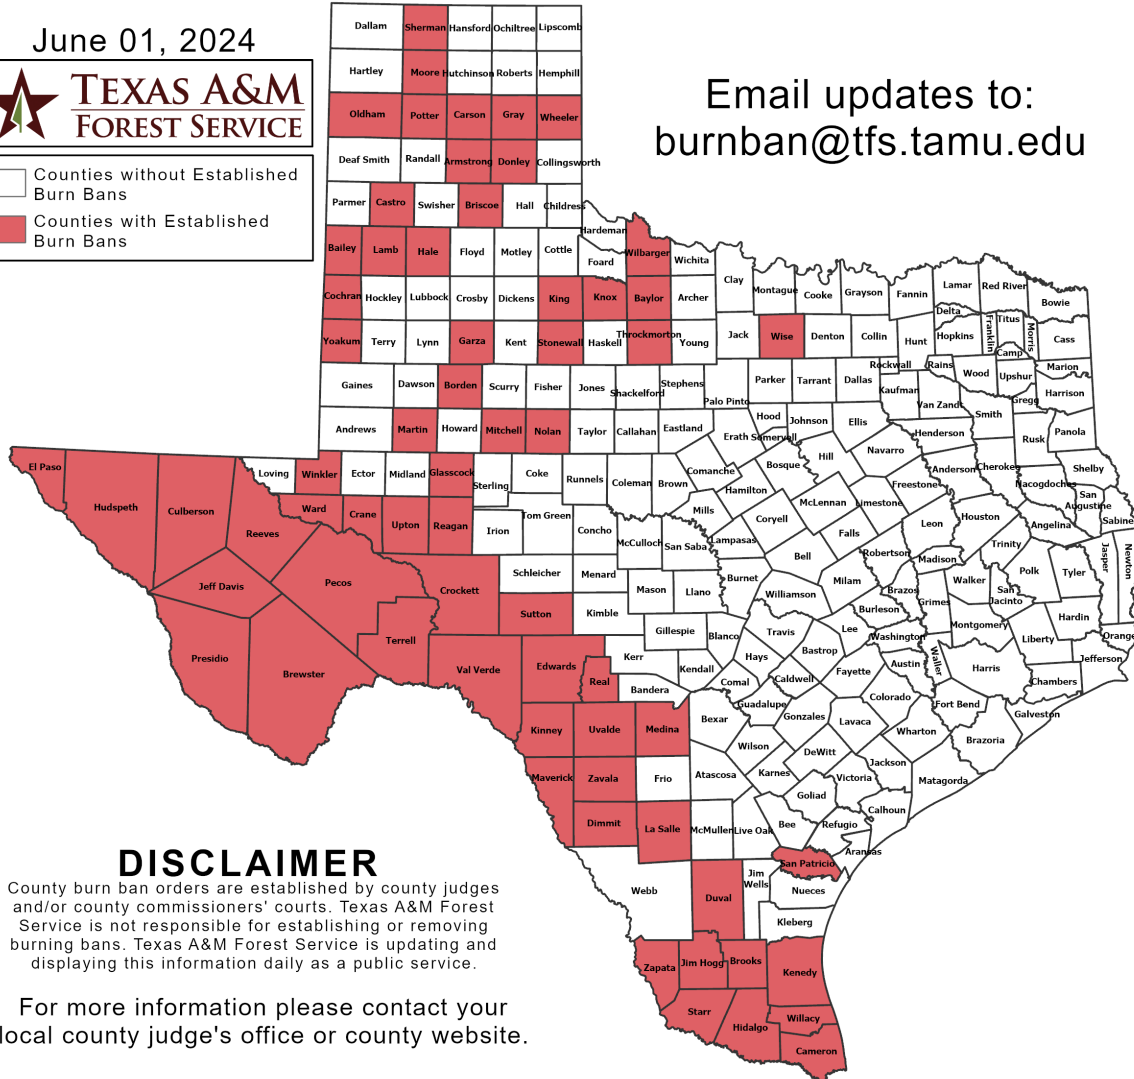 June 01, 2024
TEXAS A&M
FOREST SERVICE
Counties without Established
Burn Bans
Counties with Established
Burn Bans
Email updates to:
burnban@tfs.tamu.edu
Dallam Sherman Hansford Ochiltree Lipscomb
Hartley Moore Hutchinson Roberts Hemphill
Oldham Potter Carson Gray Wheeler
Deaf Smith Randall Armstrong Donley Collingsworth
Parmer Castro Swisher Briscoe Hall Childress
Hardeman
Bailey Lamb Hale Floyd Motley Cottle Foard Wilbarger Wichita
Clay Montague Cooke Grayson Fannin Lamar Red River Bowie
Cochran Hockley Lubbock Crosby Dickens King Knox Baylor Archer
Delta Titus Franklin Morris
Yoakum Terry Lynn Garza Kent Stonewall Haskell Throckmorton Young Jack Wise Denton Collin Hunt Hopkins Camp Cass
Rockwall Rains Wood Upshur Marion
Gaines Dawson Borden Scurry Fisher Jones Shackelford Stephens Palo Pinto Parker Tarrant Dallas Kaufman Van Zandt Smith Gregg Harrison
Andrews Martin Howard Mitchell Nolan Taylor Callahan Eastland Erath Hood Somervell Johnson Ellis Henderson Rusk Panola
El Paso Hudspeth Culberson Reeves Loving Winkler Ector Midland Glasscock Sterling Coke Runnels Coleman Brown Comanche Bosque Hill Navarro Anderson Cherokee Nacogdoches Shelby
San
Augustine
Sabine
Ward Crane Upton Reagan Irion Tom Green Concho McCulloch San Saba Mills Hamilton Lampasas Coryell McLennan Limestone Freestone Falls Leon Houston Angelina
Jeff Davis Pecos Crockett Schleicher Menard Mason Llano Burnet Bell Williamson Milam Robertson Brazos Madison Trinity Walker Polk Tyler Jasper Newton
San
Jacinto
Presidio Brewster Terrell Val Verde Sutton Kimble Gillespie Blanco Travis Lee Burleson Grimes Montgomery Liberty Hardin Orange
Edwards Real Kerr Kendall Bandera Comal Hays Bastrop Caldwell Fayette Washington Austin Waller Harris Chambers Jefferson
Kinney Uvalde Medina Bexar Guadalupe Gonzales Lavaca Colorado Wharton Fort Bend Brazoria Galveston
Maverick Zavala Frio Atascosa Wilson Karnes DeWitt Victoria Jackson Matagorda
Dimmit La Salle McMullen Live Oak Bee Goliad Refugio Calhoun Aransas
Webb Duval
Jim
Wells
San Patricio Nueces
Kleberg
Zapata Jim Hogg Brooks Kenedy
Starr Hidalgo Willacy
Cameron
DISCLAIMER
County burn ban orders are established by county judges
and/or county commissioners' courts. Texas A&M Forest
Service is not responsible for establishing or removing
burning bans. Texas A&M Forest Service is updating and
displaying this information daily as a public service.
For more information please contact your
local county judge's office or county website.